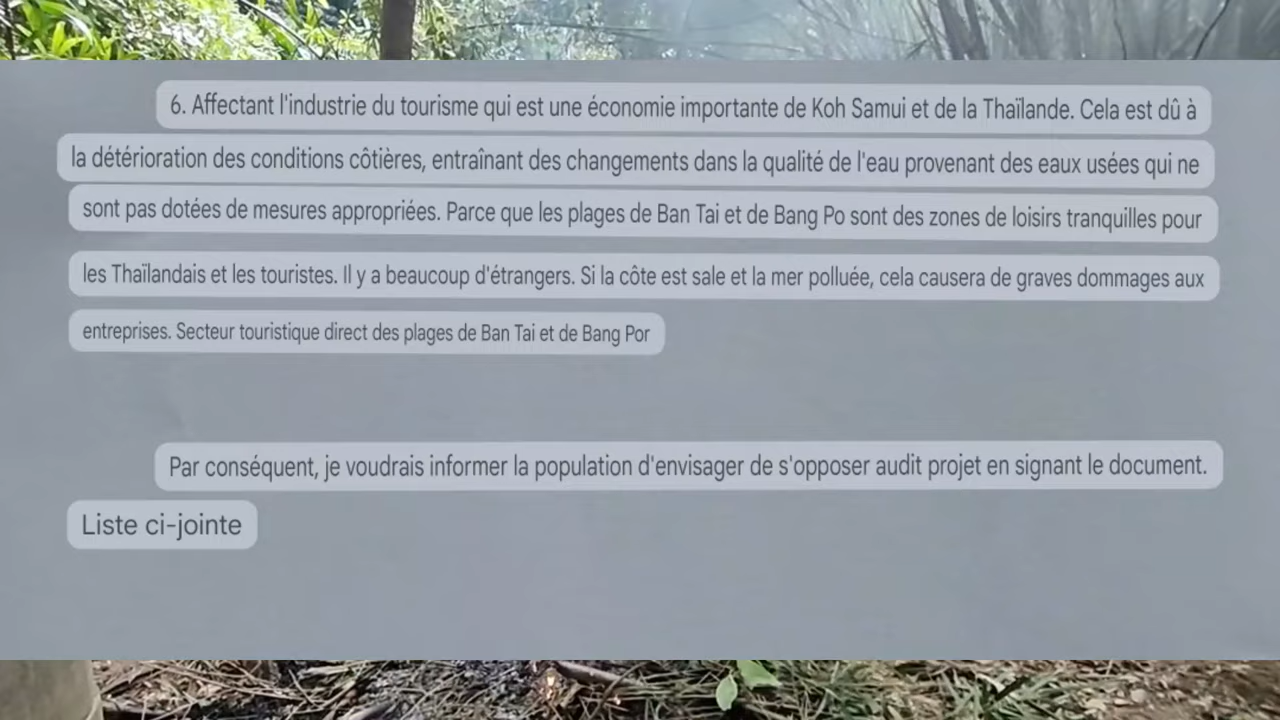 6. Affectant l'industrie du tourisme qui est une économie importante de Koh Samui et de la Thaïlande. Cela est dû à
la détérioration des conditions côtières, entraînant des changements dans la qualité de l'eau provenant des eaux usées qui ne
sont pas dotées de mesures appropriées. Parce que les plages de Ban Tai et de Bang Po sont des zones de loisirs tranquilles pour
les Thaïlandais et les touristes. Il y a beaucoup d'étrangers. Si la côte est sale et la mer polluée, cela causera de graves dommages aux
entreprises. Secteur touristique direct des plages de Ban Tai et de Bang Por
Par conséquent, je voudrais informer la population d'envisager de s'opposer audit projet en signant le document.
Liste ci-jointe